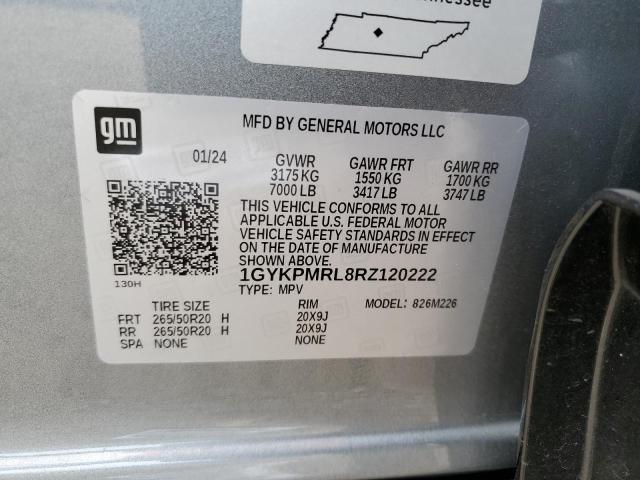 gm
MFD BY GENERAL MOTORS LLC
01/24 GVWR GAWR FRT GAWR RR
3175 KG 1550 KG 1700 KG
7000 LB 3417 LB 3747 LB
THIS VEHICLE CONFORMS TO ALL
APPLICABLE U.S. FEDERAL MOTOR
VEHICLE SAFETY STANDARDS IN EFFECT
ON THE DATE OF MANUFACTURE
SHOWN ABOVE.
1GYKPMRL8RZ120222
130H
TYPE: MPV
TIRE SIZE RIM MODEL: 826M226
FRT 265/50R20 H 20X9J
RR 265/50R20 H 20X9J
SPA NONE NONE